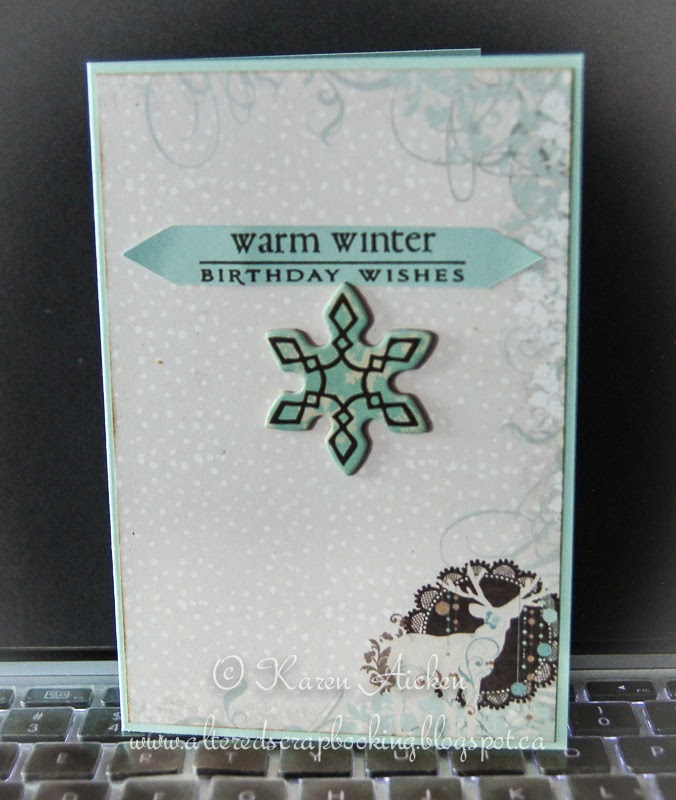 warm winter
BIRTHDAY WISHES
© Karen Aicken
www.alteredscrapbooking.blogspot.ca